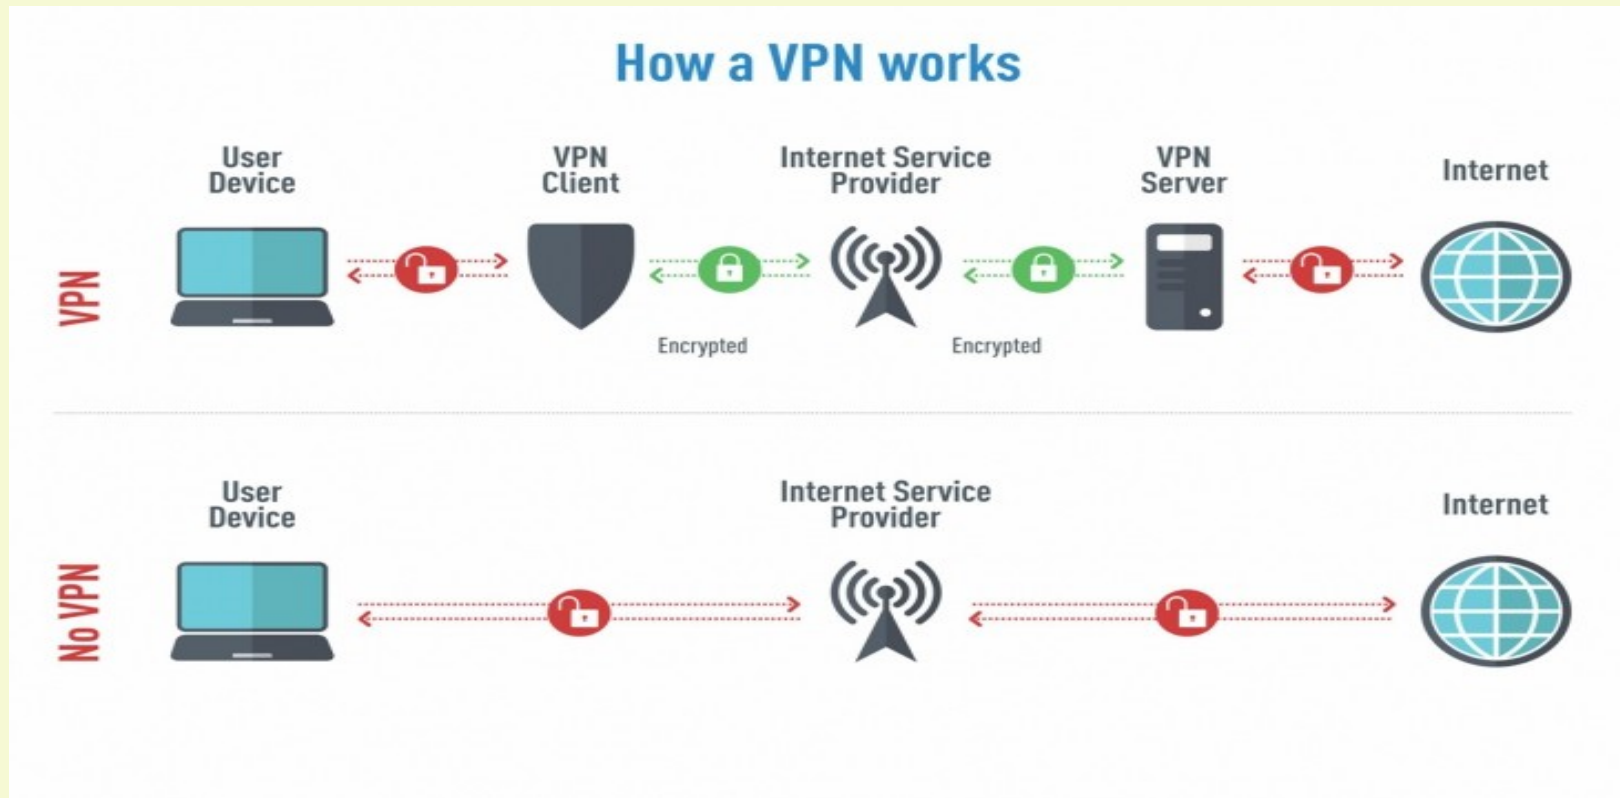 How a VPN works
User
Device
VPN
Client
Internet Service
Provider
VPN
Server
Internet
VPN
Encrypted
Encrypted
User
Device
Internet Service
Provider
Internet
No VPN